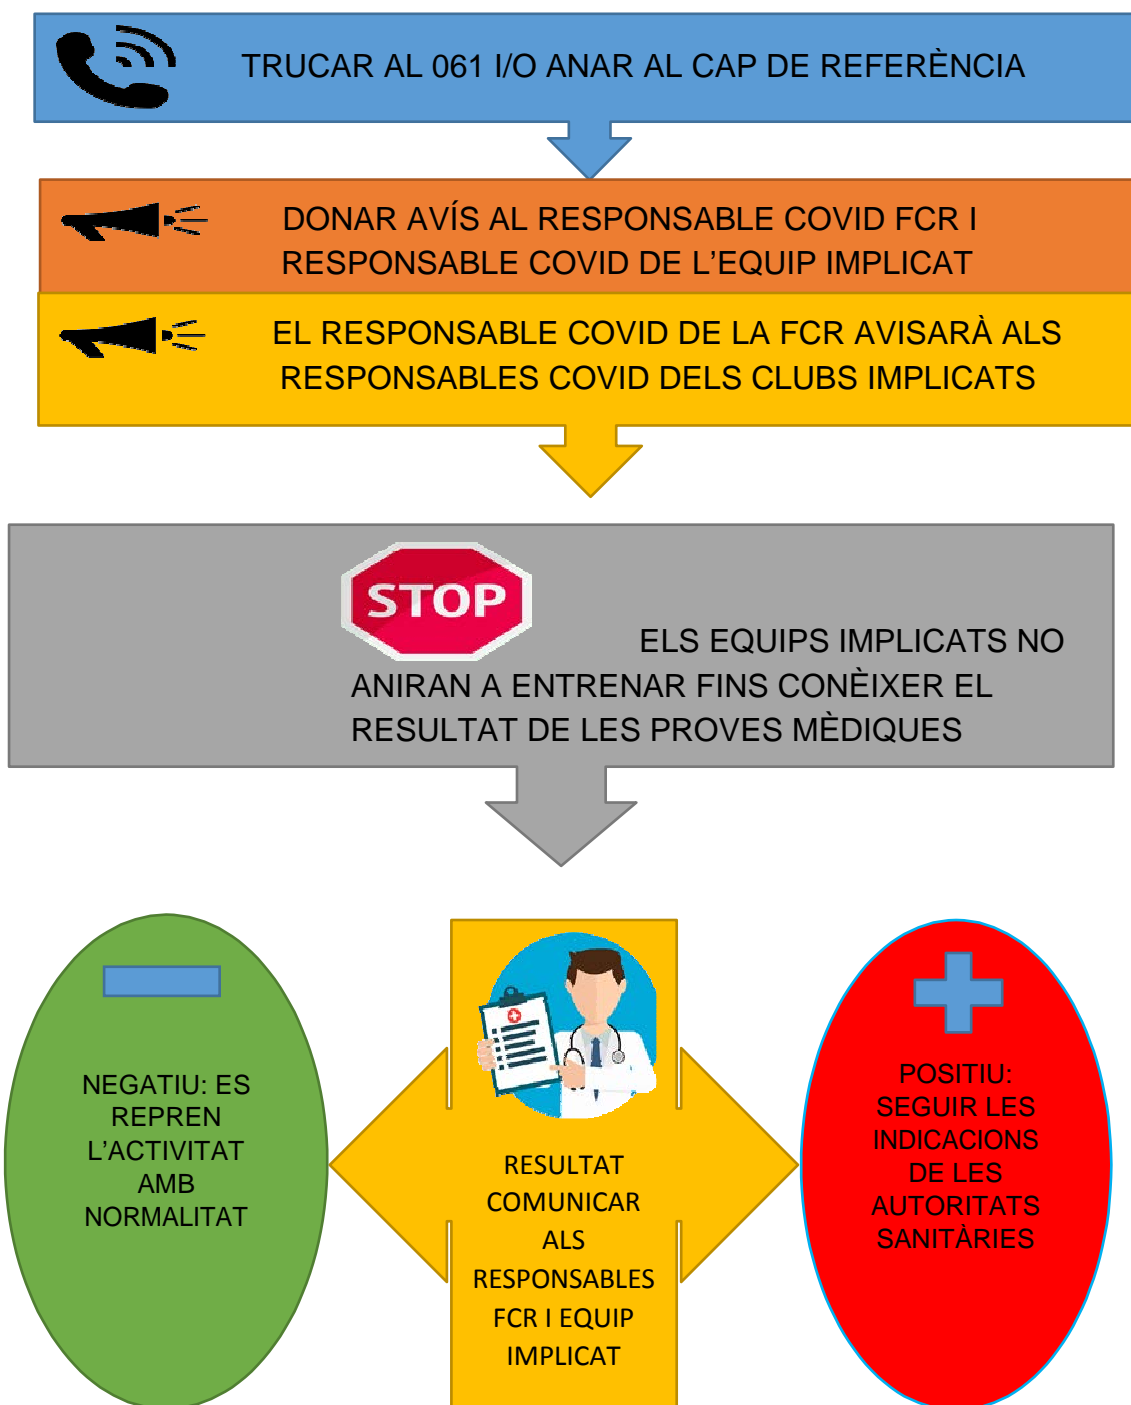 TRUCAR AL 061 I/O ANAR AL CAP DE REFERÈNCIA
DONAR AVÍS AL RESPONSABLE COVID FCR I
RESPONSABLE COVID DE L'EQUIP IMPLICAT
EL RESPONSABLE COVID DE LA FCR AVISARÀ ALS
RESPONSABLES COVID DELS CLUBS IMPLICATS
STOP
ELS EQUIPS IMPLICATS NO
ANIRAN A ENTRENAR FINS CONÈIXER EL
RESULTAT DE LES PROVES MÈDIQUES
NEGATIU: ES
REPREN
L'ACTIVITAT
AMB
NORMALITAT
RESULTAT
COMUNICAR
ALS
RESPONSABLES
FCR I EQUIP
IMPLICAT
POSITIU:
SEGUIR LES
INDICACIONS
DE LES
AUTORITATS
SANITÀRIES